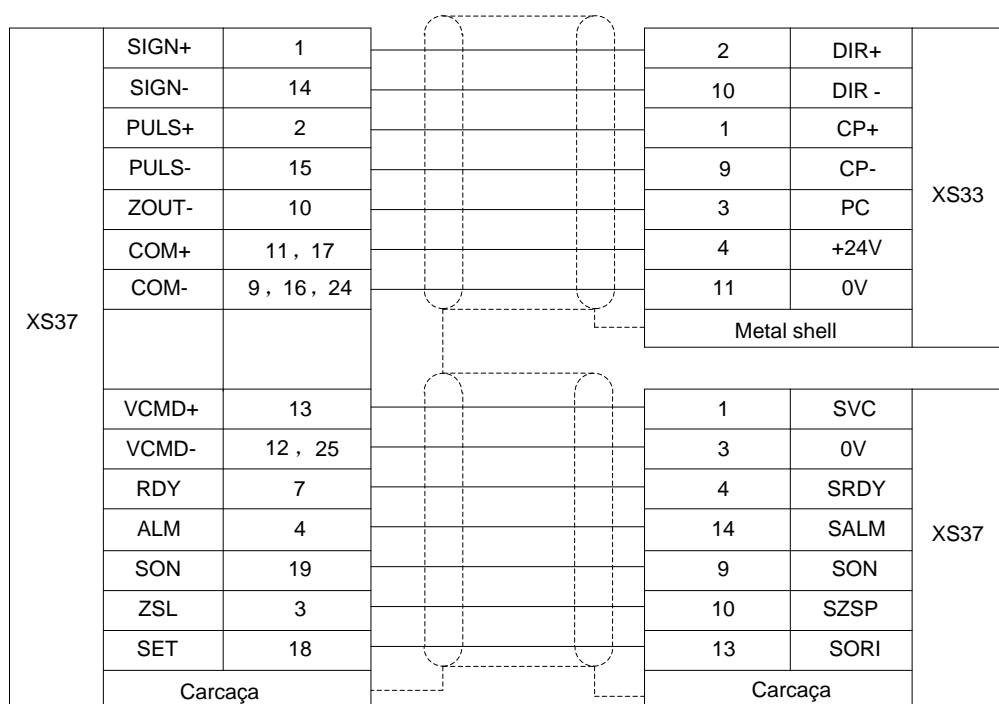 SIGN+ 1 2 DIR+
SIGN- 14 10 DIR -
PULS+ 2 1 CP+
PULS- 15 9 CP-
ZOUT- 10 3 PC XS33
COM+ 11，17 4 +24V
COM- 9，16，24 11 0V
XS37 Metal shell
VCMD+ 13 1 SVC
VCMD- 12，25 3 0V
RDY 7 4 SRDY
ALM 4 14 SALM XS37
SON 19 9 SON
ZSL 3 10 SZSP
SET 18 13 SORI
Carcaça Carcaça